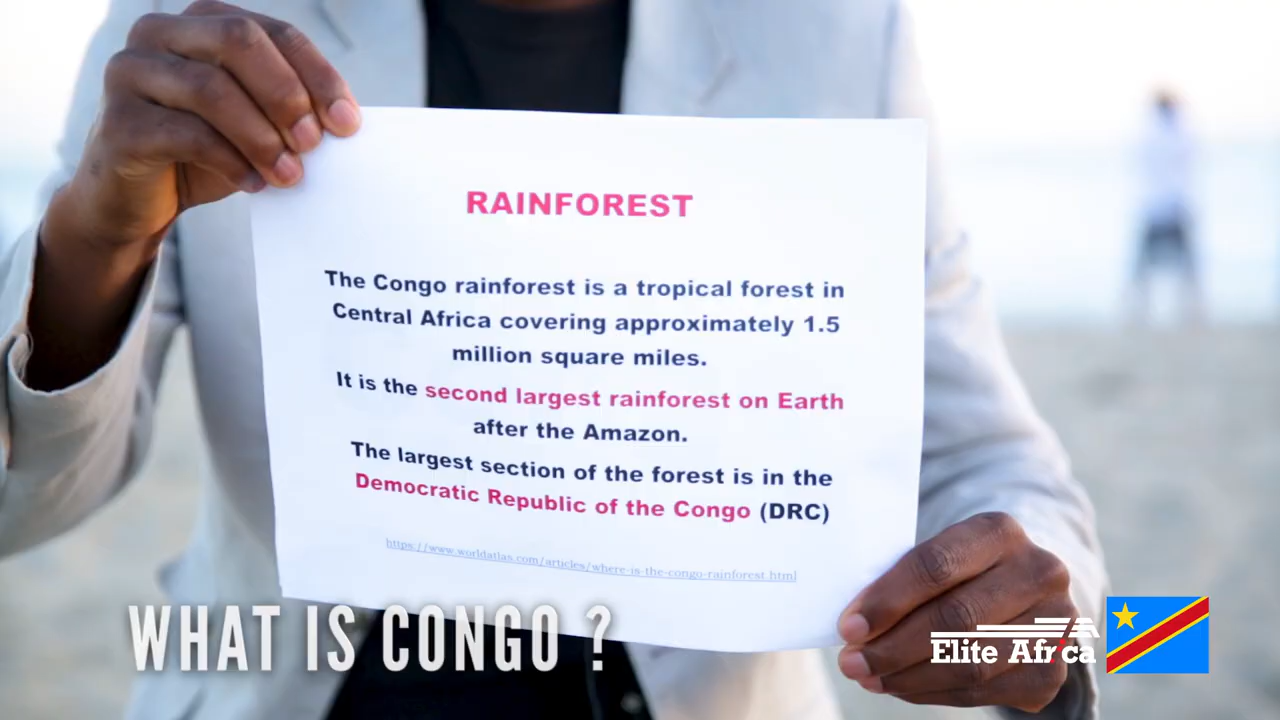 RAINFOREST
The Congo rainforest is a tropical forest in
Central Africa covering approximately 1.5
million square miles.
It is the second largest rainforest on Earth
after the Amazon.
The largest section of the forest is in the
Democratic Republic of the Congo (DRC)
https://www.worldatlas.com/articles/where-is-the-congo-rainforest.html
WHAT IS CONGO ?
Elite Africa